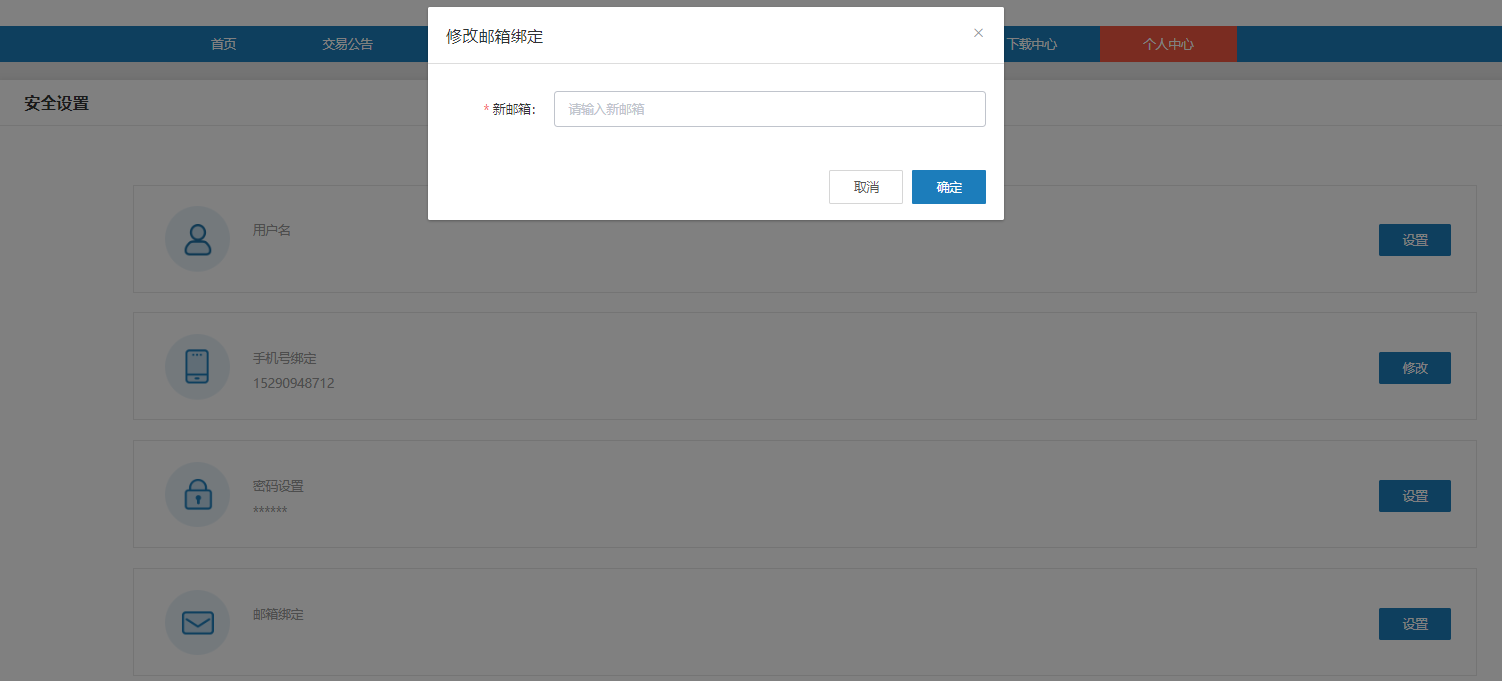 修改邮箱绑定
×
首页 交易公告 下载中心 个人中心
安全设置
* 新邮箱: 请输入新邮箱
取消 确定
用户名
设置
手机号绑定
15290948712
修改
密码设置
******
设置
邮箱绑定
设置